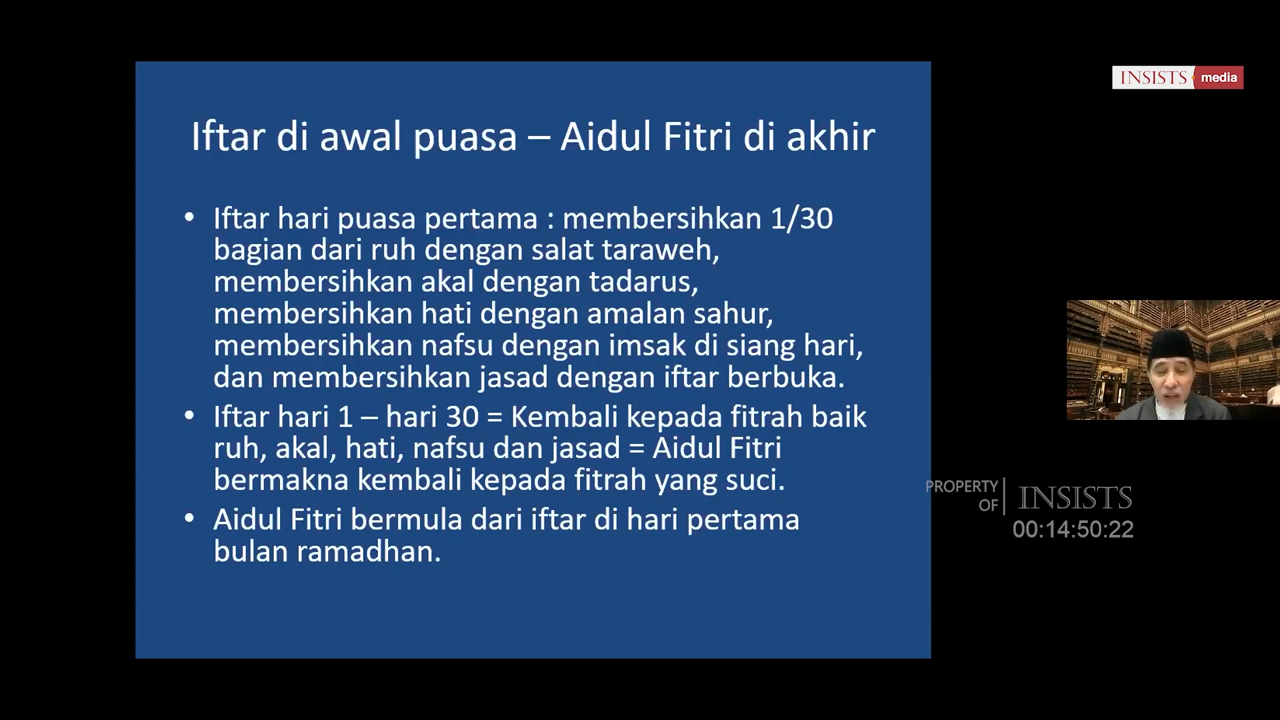 INSISTS media
Iftar di awal puasa – Aidul Fitri di akhir
• Iftar hari puasa pertama : membersihkan 1/30
bagian dari ruh dengan salat taraweh,
membersihkan akal dengan tadarus,
membersihkan hati dengan amalan sahur,
membersihkan nafsu dengan imsak di siang hari,
dan membersihkan jasad dengan iftar berbuka.
• Iftar hari 1 – hari 30 = Kembali kepada fitrah baik
ruh, akal, hati, nafsu dan jasad = Aidul Fitri
bermakna kembali kepada fitrah yang suci.
• Aidul Fitri bermula dari iftar di hari pertama
bulan ramadhan.
PROPERTY
OF
INSISTS
00:14:50:22